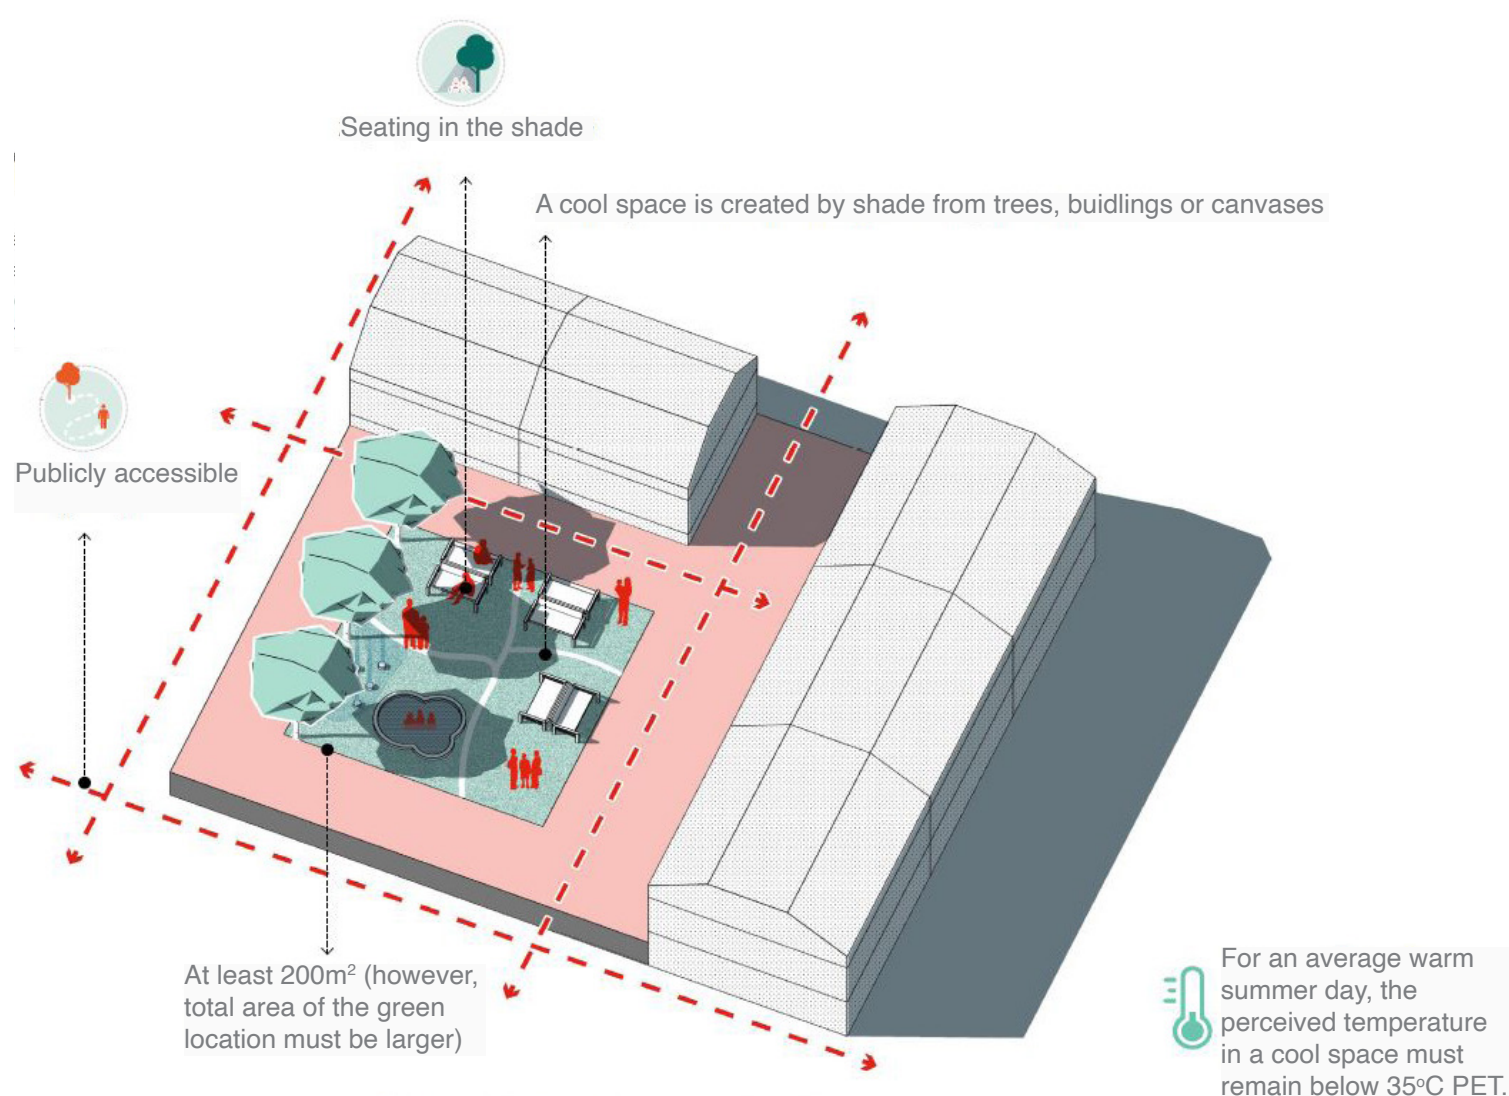 Seating in the shade
A cool space is created by shade from trees, buidlings or canvases
Publicly accessible
At least 200m² (however,
total area of the green
location must be larger)
For an average warm
summer day, the
perceived temperature
in a cool space must
remain below 35°C PET.